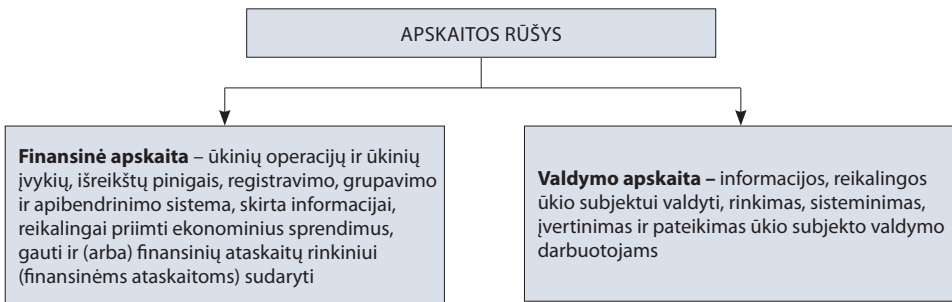 APSKAITOS RŪŠYS
Finansinė apskaita – ūkinių operacijų ir ūkinių
įvykių, išreikštų pinigais, registravimo, grupavimo
ir apibendrinimo sistema, skirta informacijai,
reikalingai priimti ekonominius sprendimus,
gauti ir (arba) finansinių ataskaitų rinkiniui
(finansinėms ataskaitoms) sudaryti
Valdymo apskaita – informacijos, reikalingos
ūkio subjektui valdyti, rinkimas, sisteminimas,
įvertinimas ir pateikimas ūkio subjekto valdymo
darbuotojams